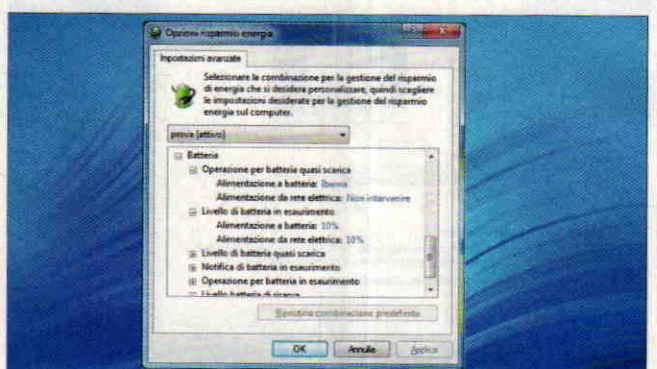 Opzioni risparmio energia
Impostazioni avanzate
Selezionare la combinazione per la gestione del risparmio
di energia che si desidera personalizzare, quindi scegliere
le impostazioni desiderate per la gestione del risparmio
energia sul computer.
prova [attivo]
Batteria
Operazione per batteria quasi scarica
Alimentazione a batteria: Iberna
Alimentazione da rete elettrica: Non intervenire
Livello di batteria in esaurimento
Alimentazione a batteria: 10%
Alimentazione da rete elettrica: 10%
Livello di batteria quasi scarica
Notifica di batteria in esaurimento
Operazione per batteria in esaurimento
Livello batteria di riserva
Ripristina combinazione predefinita
OK Annulla Applica